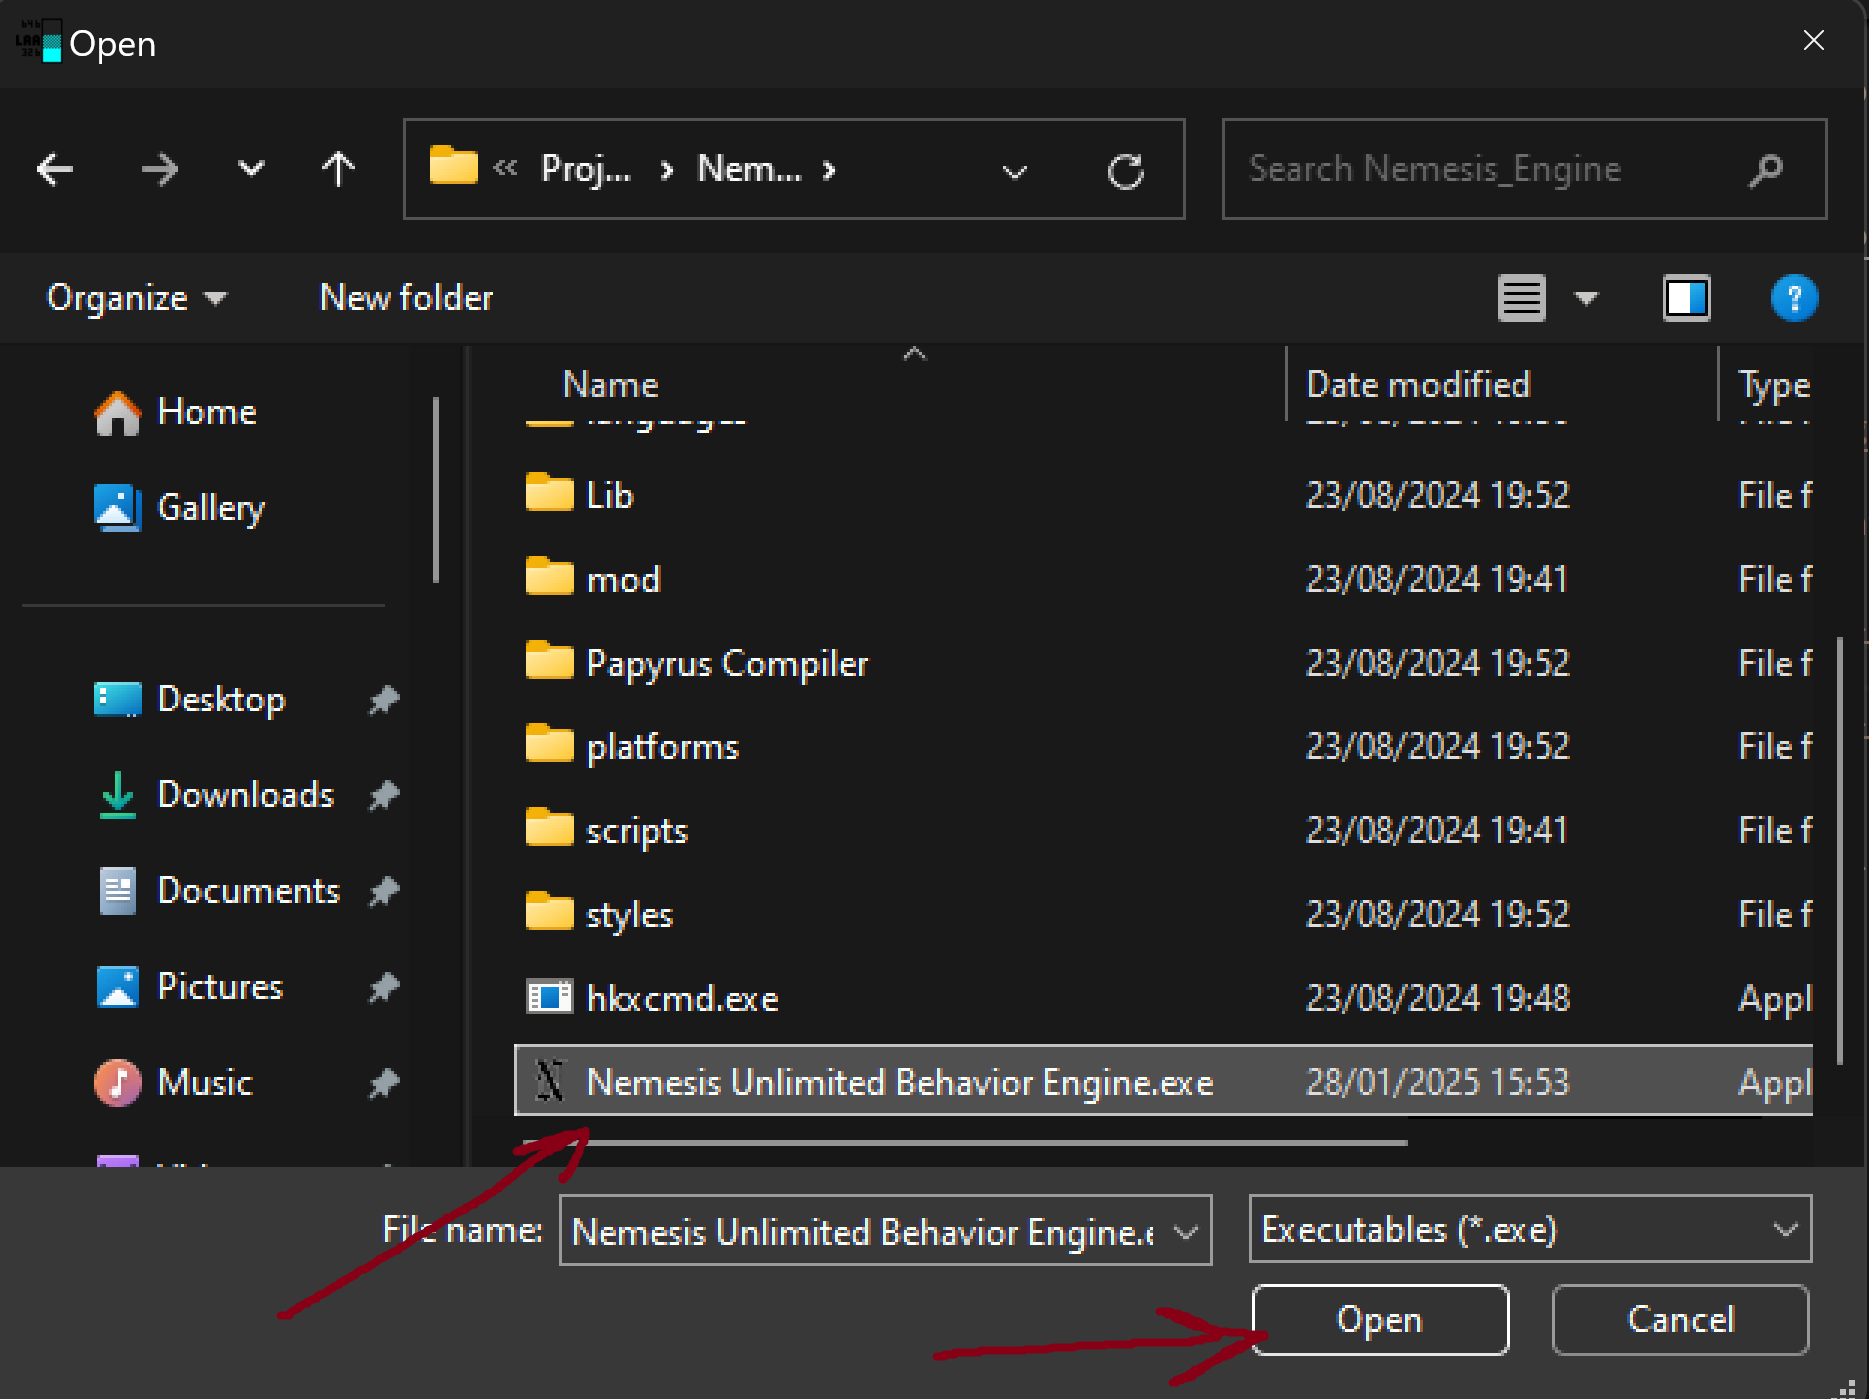 64b
LAA
32b
Open
« Proj... › Nem... ›
Search Nemesis_Engine
Organize
New folder
?
Name
Date modified
Type
Home
Gallery
Desktop
Downloads
Documents
Pictures
Music
languages
Lib 23/08/2024 19:52 File f
mod 23/08/2024 19:41 File f
Papyrus Compiler 23/08/2024 19:52 File f
platforms 23/08/2024 19:52 File f
scripts 23/08/2024 19:41 File f
styles 23/08/2024 19:52 File f
hkxcmd.exe 23/08/2024 19:48 Appl
Nemesis Unlimited Behavior Engine.exe 28/01/2025 15:53 Appl
File name: Nemesis Unlimited Behavior Engine.e
Executables (*.exe)
Open
Cancel